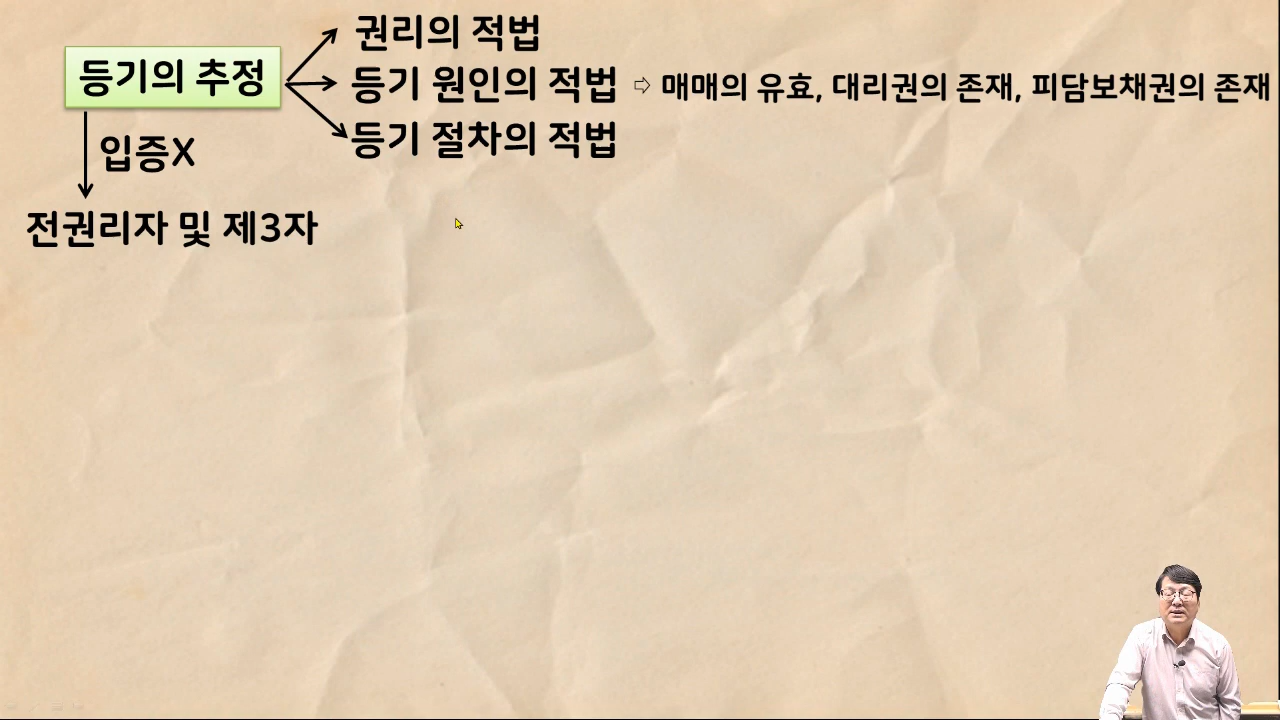 권리의 적법
등기의 추정
등기 원인의 적법 ⇨ 매매의 유효, 대리권의 존재, 피담보채권의 존재
등기 절차의 적법
입증X
전권리자 및 제3자